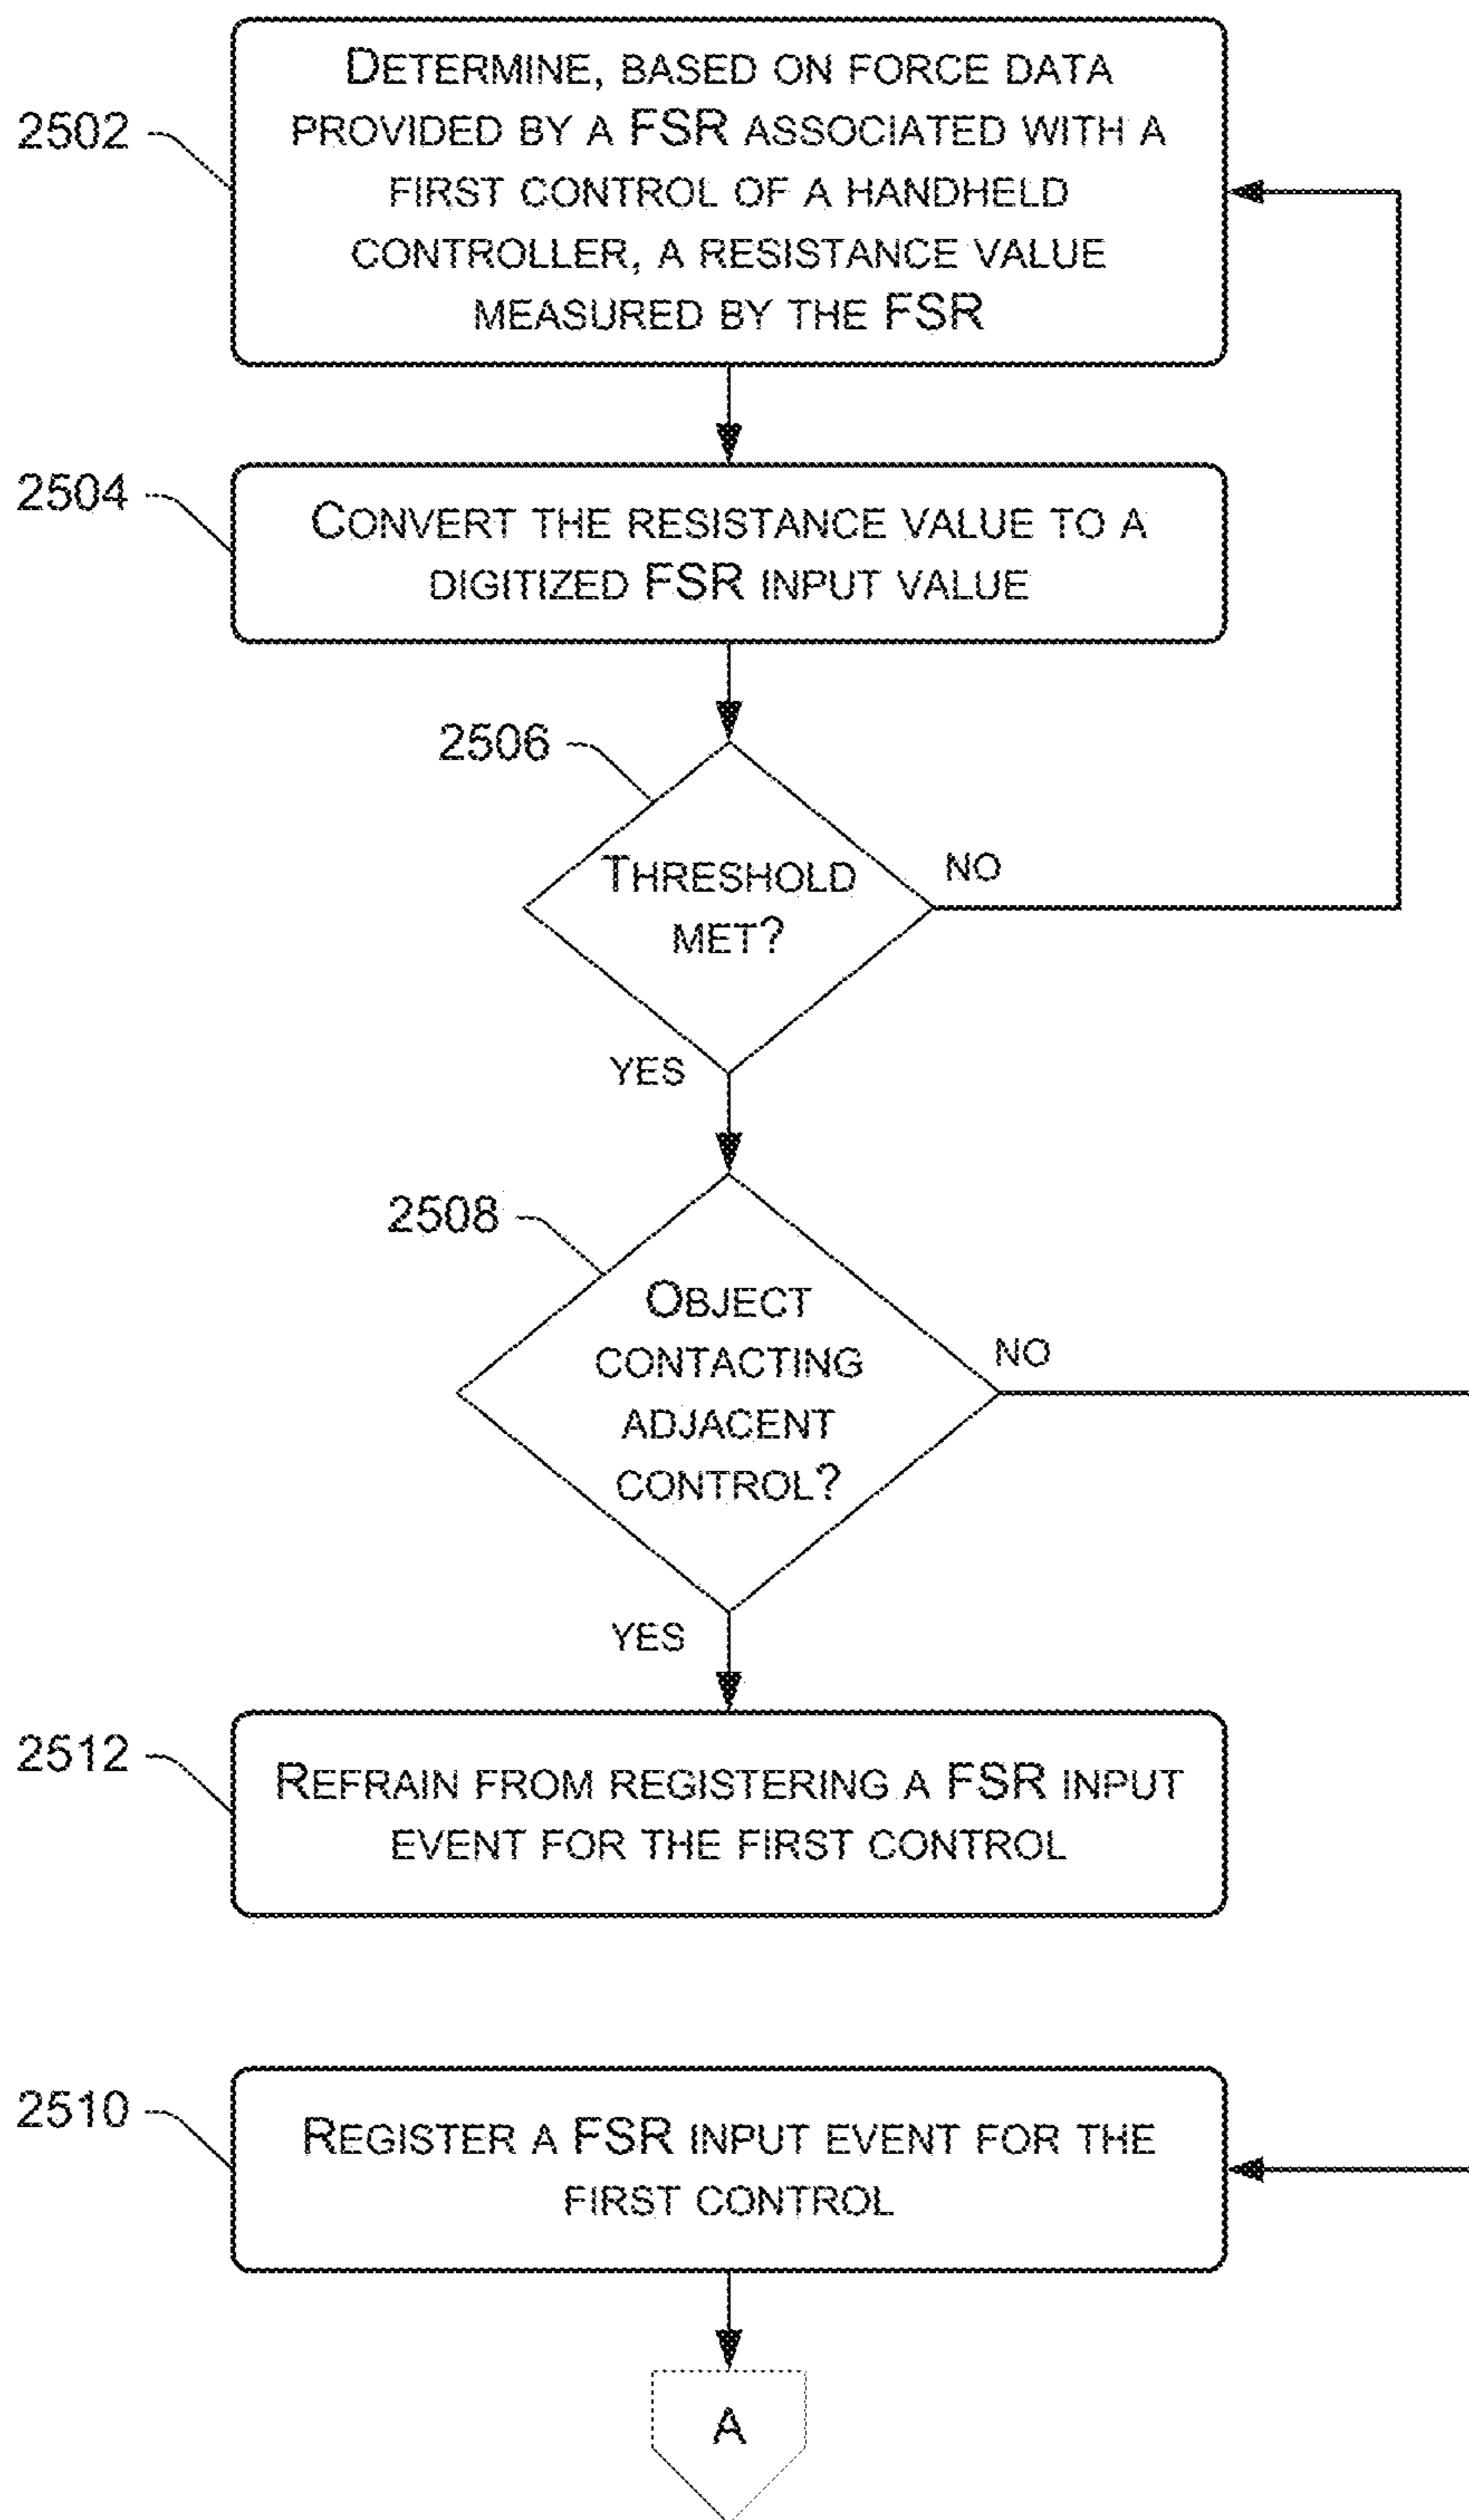 2502
DETERMINE, BASED ON FORCE DATA
PROVIDED BY A FSR ASSOCIATED WITH A
FIRST CONTROL OF A HANDHELD
CONTROLLER, A RESISTANCE VALUE
MEASURED BY THE FSR
2504
CONVERT THE RESISTANCE VALUE TO A
DIGITIZED FSR INPUT VALUE
2506
THRESHOLD
MET?
NO
YES
2508
OBJECT
CONTACTING
ADJACENT
CONTROL?
NO
YES
2512
REFRAIN FROM REGISTERING A FSR INPUT
EVENT FOR THE FIRST CONTROL
2510
REGISTER A FSR INPUT EVENT FOR THE
FIRST CONTROL
A